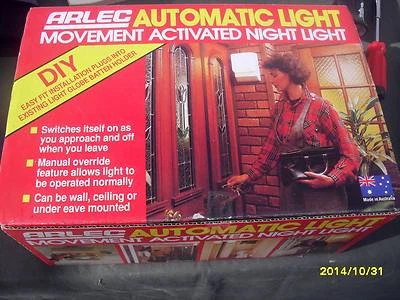 ARLEC AUTOMATIC LIGHT
MOVEMENT ACTIVATED NIGHT LIGHT
DIY
EASY FIT INSTALLATION PLUGS INTO
EXISTING LIGHT GLOBE BATTEN HOLDER
Switches itself on as
you approach and off
when you leave
Manual override
feature allows light to
be operated normally
Can be wall, ceiling or
under eave mounted
Made in Australia
ARLEC AUTOMATIC LIGHT
MOVEMENT ACTIVATED NIGHT LIGHT
2014/10/31